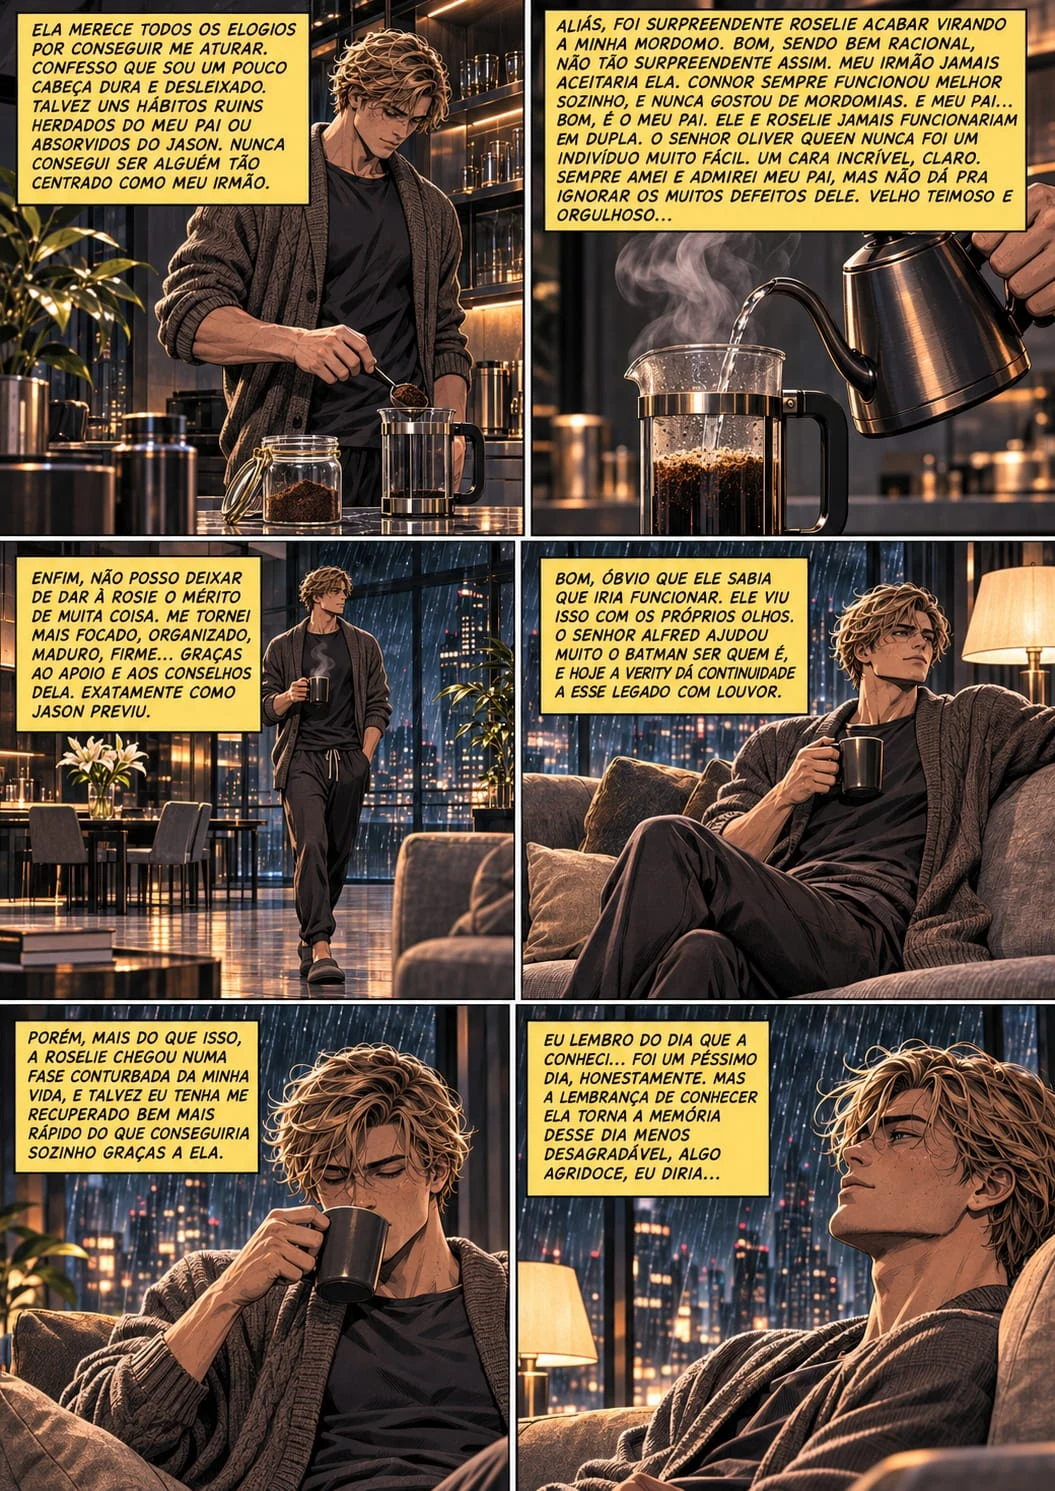 ELA MERECE TODOS OS ELOGIOS
POR CONSEGUIR ME ATURAR.
CONFESSO QUE SOU UM POUCO
CABEÇA DURA E DESLEIXADO.
TALVEZ UNS HÁBITOS RUINS
HERDADOS DO MEU PAI OU
ABSORVIDOS DO JASON. NUNCA
CONSEGUI SER ALGUÉM TÃO
CENTRADO COMO MEU IRMÃO.
ALIÁS, FOI SURPREENDENTE ROSELIE ACABAR VIRANDO
A MINHA MORDOMO. BOM, SENDO BEM RACIONAL,
NÃO TÃO SURPREENDENTE ASSIM. MEU IRMÃO JAMAIS
ACEITARIA ELA. CONNOR SEMPRE FUNCIONOU MELHOR
SOZINHO, E NUNCA GOSTOU DE MORDOMIAS. E MEU PAI...
BOM, É O MEU PAI. ELE E ROSELIE JAMAIS FUNCIONARIAM
EM DUPLA. O SENHOR OLIVER QUEEN NUNCA FOI UM
INDIVÍDUO MUITO FÁCIL. UM CARA INCRÍVEL, CLARO.
SEMPRE AMEI E ADMIREI MEU PAI, MAS NÃO DÁ PRA
IGNORAR OS MUITOS DEFEITOS DELE. VELHO TEIMOSO E
ORGULHOSO...
ENFIM, NÃO POSSO DEIXAR
DE DAR À ROSIE O MÉRITO
DE MUITA COISA. ME TORNEI
MAIS FOCADO, ORGANIZADO,
MADURO, FIRME... GRAÇAS
AO APOIO E AOS CONSELHOS
DELA. EXATAMENTE COMO
JASON PREVIU.
BOM, ÓBVIO QUE ELE SABIA
QUE IRIA FUNCIONAR. ELE VIU
ISSO COM OS PRÓPRIOS OLHOS.
O SENHOR ALFRED AJUDOU
MUITO O BATMAN SER QUEM É,
E HOJE A VERITY DÁ CONTINUIDADE
A ESSE LEGADO COM LOUVOR.
PORÉM, MAIS DO QUE ISSO,
A ROSELIE CHEGOU NUMA
FASE CONTURBADA DA MINHA
VIDA, E TALVEZ EU TENHA ME
RECUPERADO BEM MAIS
RÁPIDO DO QUE CONSEGUIRIA
SOZINHO GRAÇAS A ELA.
EU LEMBRO DO DIA QUE A
CONHECI... FOI UM PÉSSIMO
DIA, HONESTAMENTE. MAS
A LEMBRANÇA DE CONHECER
ELA TORNA A MEMÓRIA
DESSE DIA MENOS
DESAGRADÁVEL, ALGO
AGRIDOCE, EU DIRIA...